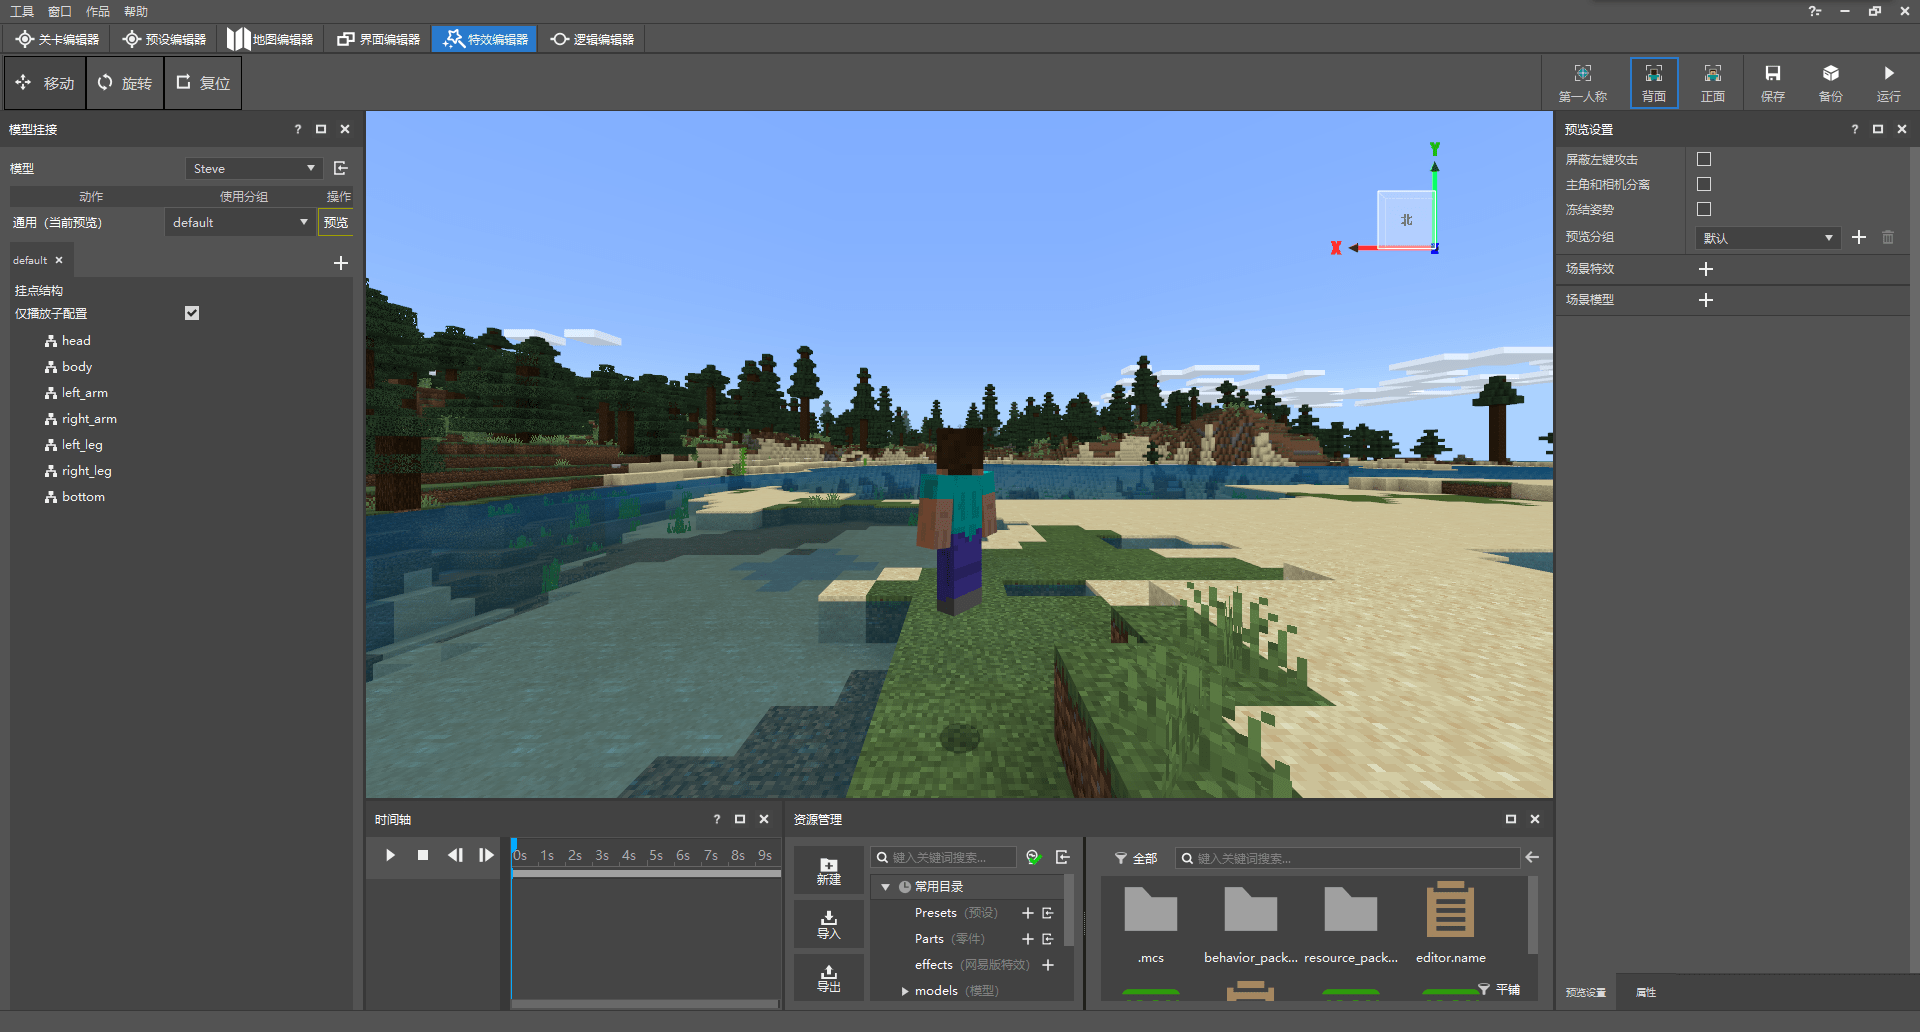 工具 窗口 作品 帮助
关卡编辑器 预设编辑器 地图编辑器 界面编辑器 特效编辑器 逻辑编辑器
移动 旋转 复位 第一人称 背面 正面 保存 备份 运行
模型挂接
模型 Steve
动作 使用分组 操作
通用（当前预览） default 预览
default
挂点结构
仅播放子配置
head
body
left_arm
right_arm
left_leg
right_leg
bottom
Y
北
X
预览设置
屏蔽左键攻击
主角和相机分离
冻结姿势
预览分组 默认
场景特效
场景模型
时间轴
0s 1s 2s 3s 4s 5s 6s 7s 8s 9s
资源管理
新建
导入
导出
键入关键词搜索...
常用目录
Presets（预设）
Parts（零件）
effects（网易版特效）
models（模型）
全部 键入关键词搜索...
.mcs behavior_pack... resource_pack... editor.name
平铺
预览设置 属性